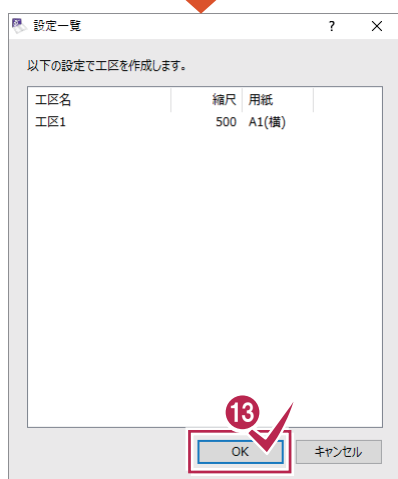 設定一覧 ? ×
以下の設定で工区を作成します。
工区名 縮尺 用紙
工区1 500 A1(横)
13
OK キャンセル